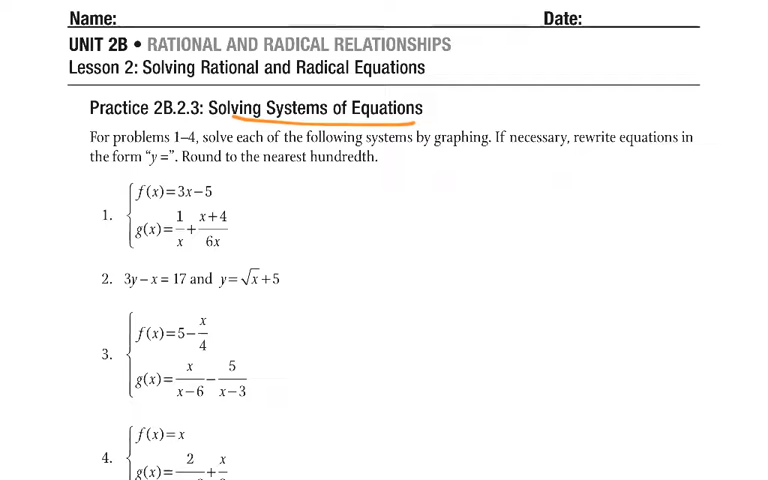 Name: Date:
UNIT 2B • RATIONAL AND RADICAL RELATIONSHIPS
Lesson 2: Solving Rational and Radical Equations
Practice 2B.2.3: Solving Systems of Equations
For problems 1–4, solve each of the following systems by graphing. If necessary, rewrite equations in
the form “y =”. Round to the nearest hundredth.
1. f(x)=3x−5
g(x)=1/x+(x+4)/6x
2. 3y−x=17 and y=√x+5
3. f(x)=5−x/4
g(x)=x/(x−6)−5/(x−3)
4. f(x)=x
g(x)=2 + x